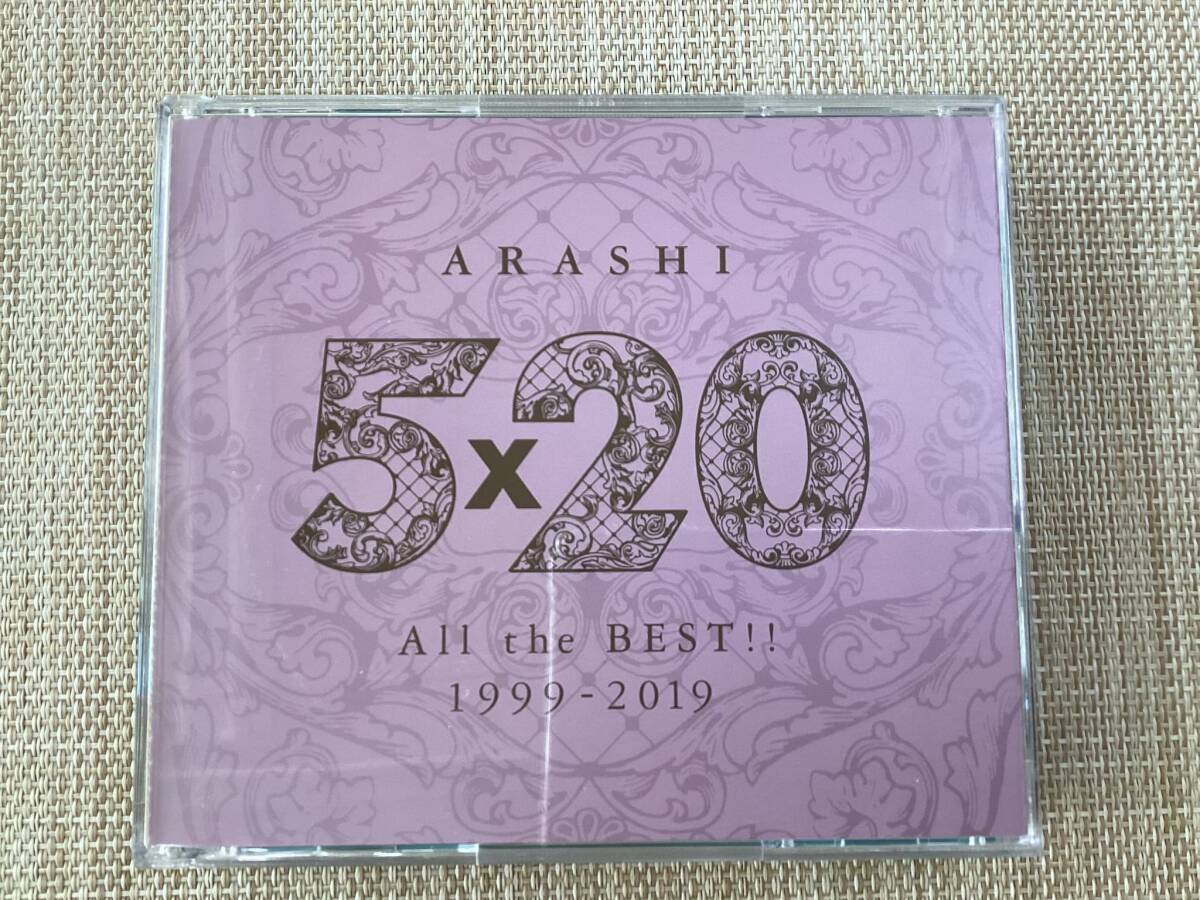 ARASHI
5x20
All the BEST!!
1999-2019